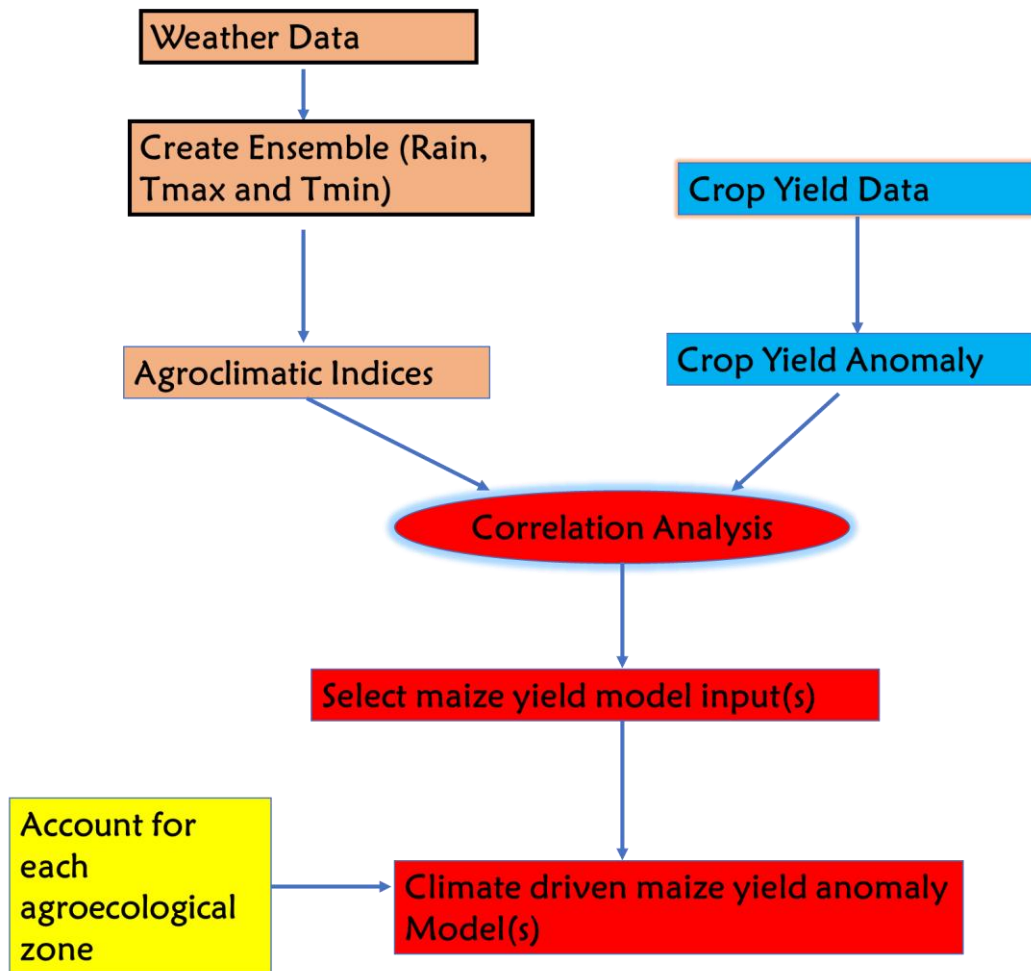 Weather Data
Create Ensemble (Rain,
Tmax and Tmin)
Crop Yield Data
Agroclimatic Indices
Crop Yield Anomaly
Correlation Analysis
Select maize yield model input(s)
Account for
each
agroecological
zone
Climate driven maize yield anomaly
Model(s)